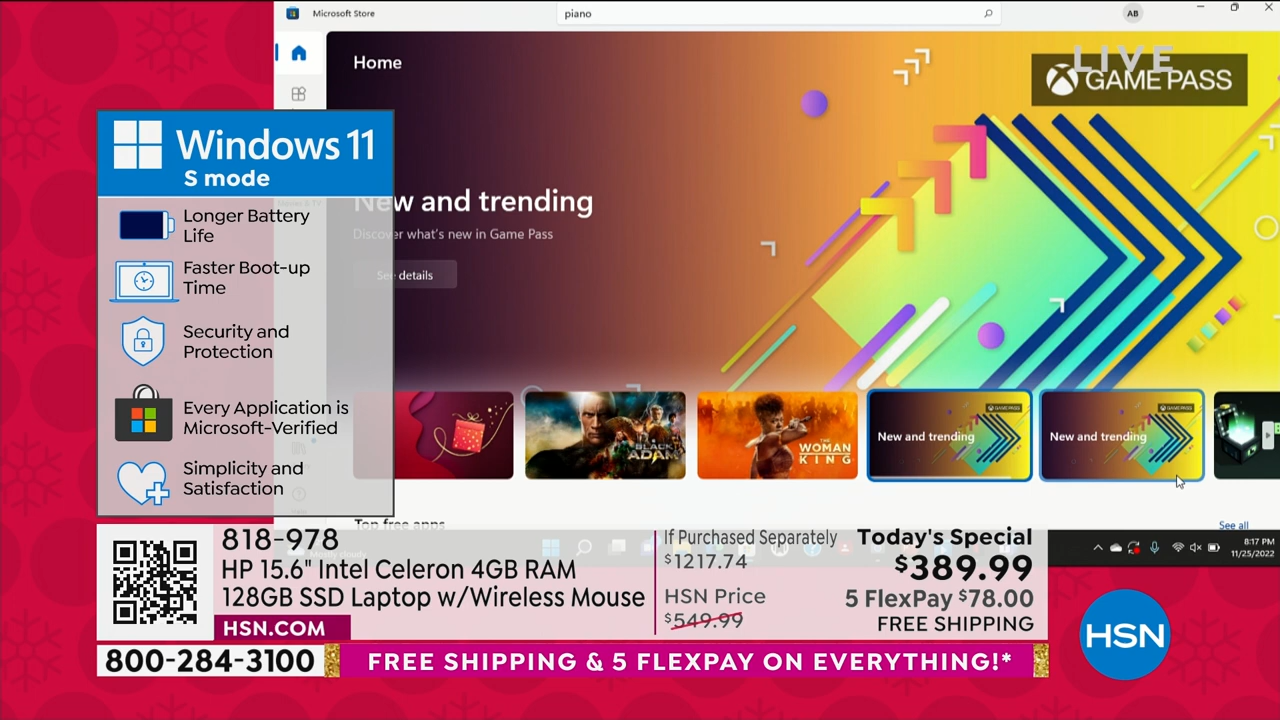 Microsoft Store
piano
AB
Home
LIVE
GAME PASS
Windows 11
S mode
Longer Battery
Life
Faster Boot-up
Time
Security and
Protection
Every Application is
Microsoft-Verified
Simplicity and
Satisfaction
New and trending
Discover what's new in Game Pass
See details
BLACK
ADAM
THE
WOMAN
KING
GAME PASS
New and trending
GAME PASS
New and trending
Top free apps
See all
8:17 PM
11/25/2022
818-978
HP 15.6" Intel Celeron 4GB RAM
128GB SSD Laptop w/Wireless Mouse
HSN.COM
If Purchased Separately
$1217.74
HSN Price
$549.99
Today's Special
$389.99
5 FlexPay $78.00
FREE SHIPPING
HSN
800-284-3100
FREE SHIPPING & 5 FLEXPAY ON EVERYTHING!*